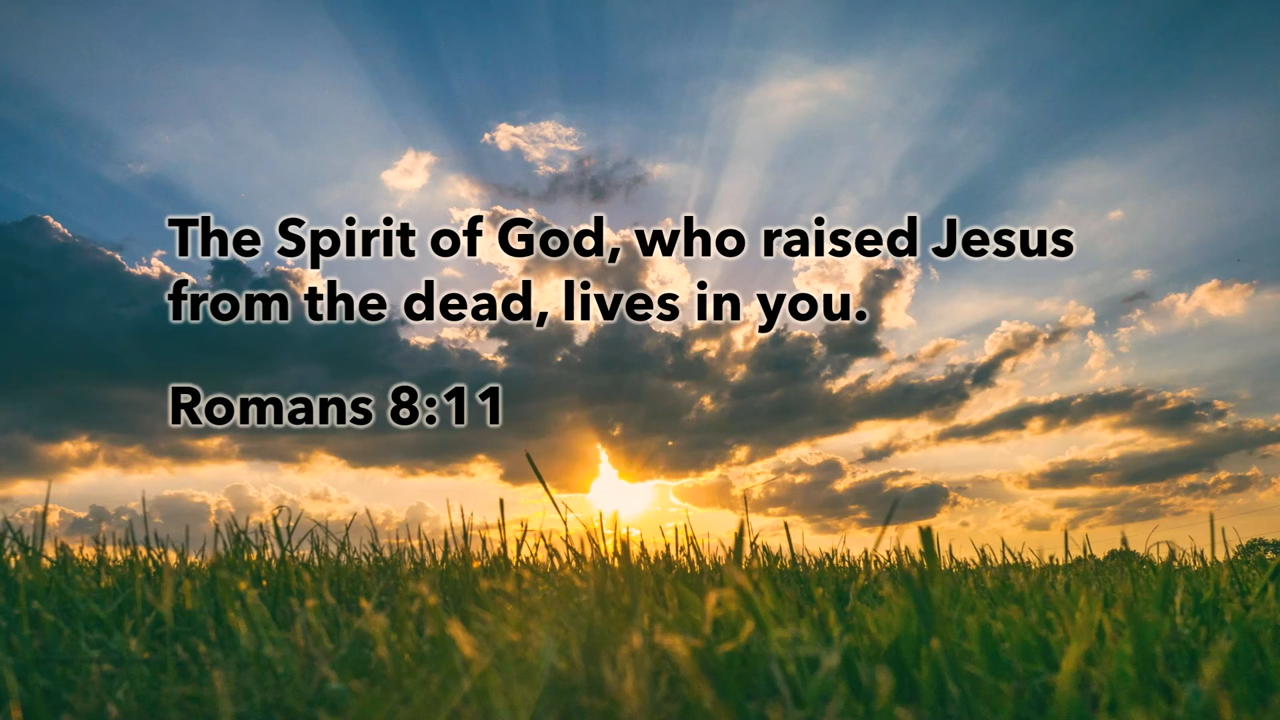 The Spirit of God, who raised Jesus
from the dead, lives in you.
Romans 8:11